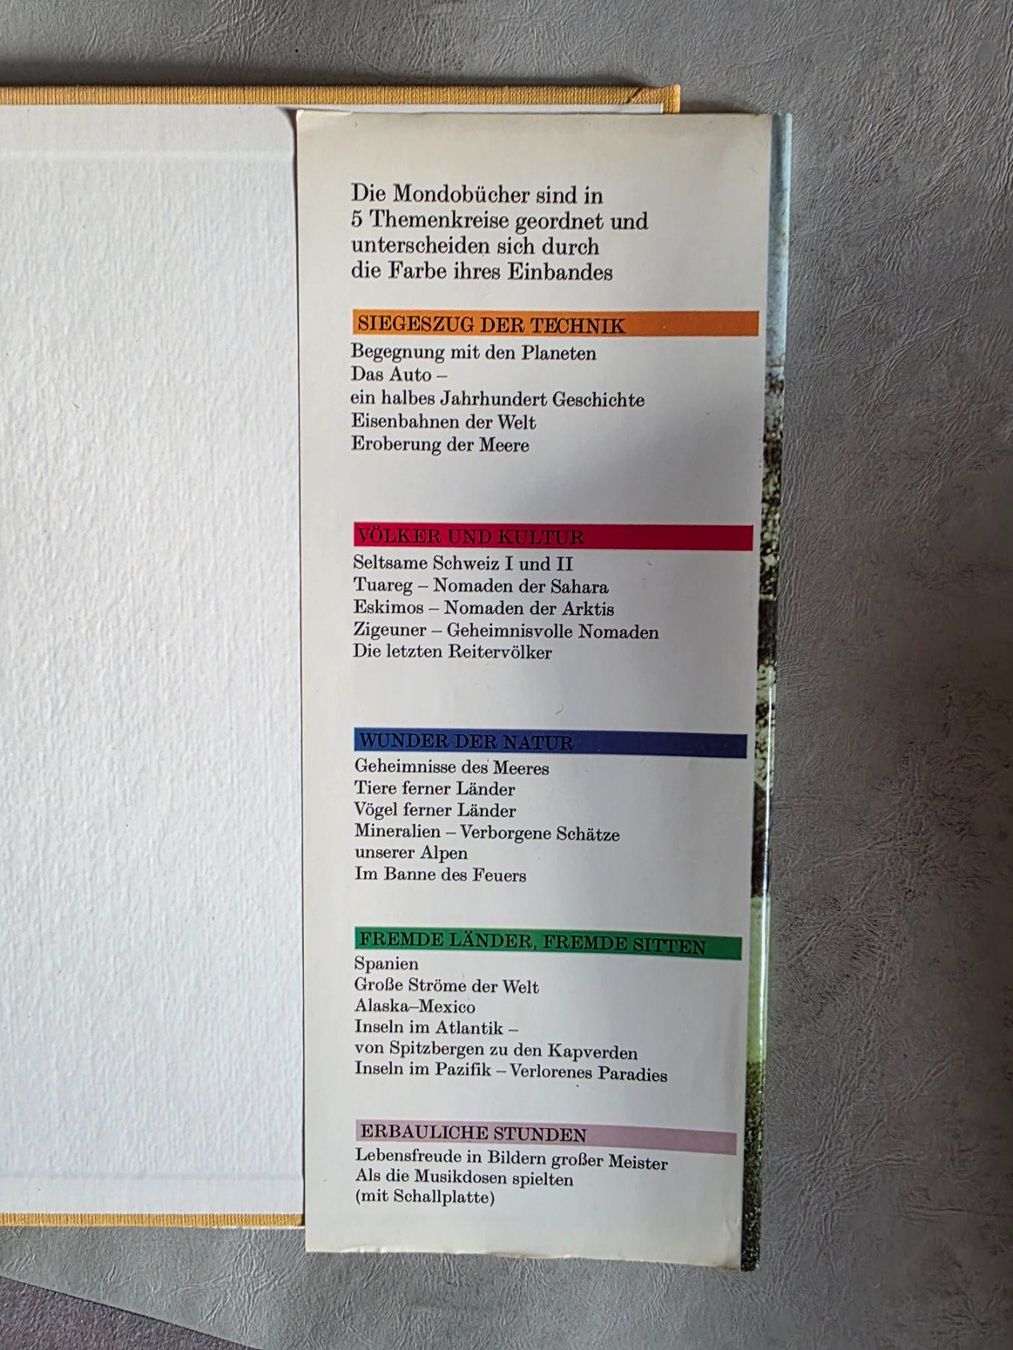 Die Mondobücher sind in
5 Themenkreise geordnet und
unterscheiden sich durch
die Farbe ihres Einbandes
SIEGESZUG DER TECHNIK
Begegnung mit den Planeten
Das Auto –
ein halbes Jahrhundert Geschichte
Eisenbahnen der Welt
Eroberung der Meere
VÖLKER UND KULTUR
Seltsame Schweiz I und II
Tuareg – Nomaden der Sahara
Eskimos – Nomaden der Arktis
Zigeuner – Geheimnisvolle Nomaden
Die letzten Reitervölker
WUNDER DER NATUR
Geheimnisse des Meeres
Tiere ferner Länder
Vögel ferner Länder
Mineralien – Verborgene Schätze
unserer Alpen
Im Banne des Feuers
FREMDE LÄNDER, FREMDE SITTEN
Spanien
Große Ströme der Welt
Alaska–Mexico
Inseln im Atlantik –
von Spitzbergen zu den Kapverden
Inseln im Pazifik – Verlorenes Paradies
ERBAULICHE STUNDEN
Lebensfreude in Bildern großer Meister
Als die Musikdosen spielten
(mit Schallplatte)